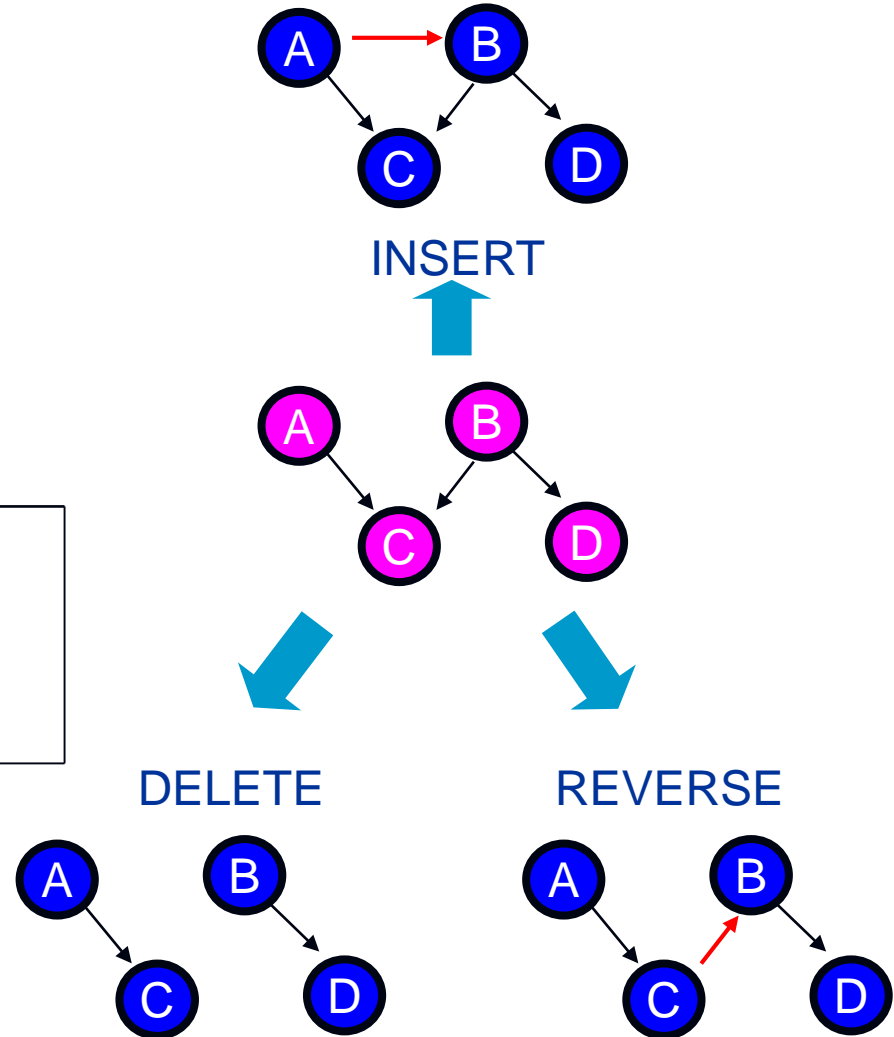 A B
C D
INSERT
A B
C D
DELETE REVERSE
A B A B
C D C D